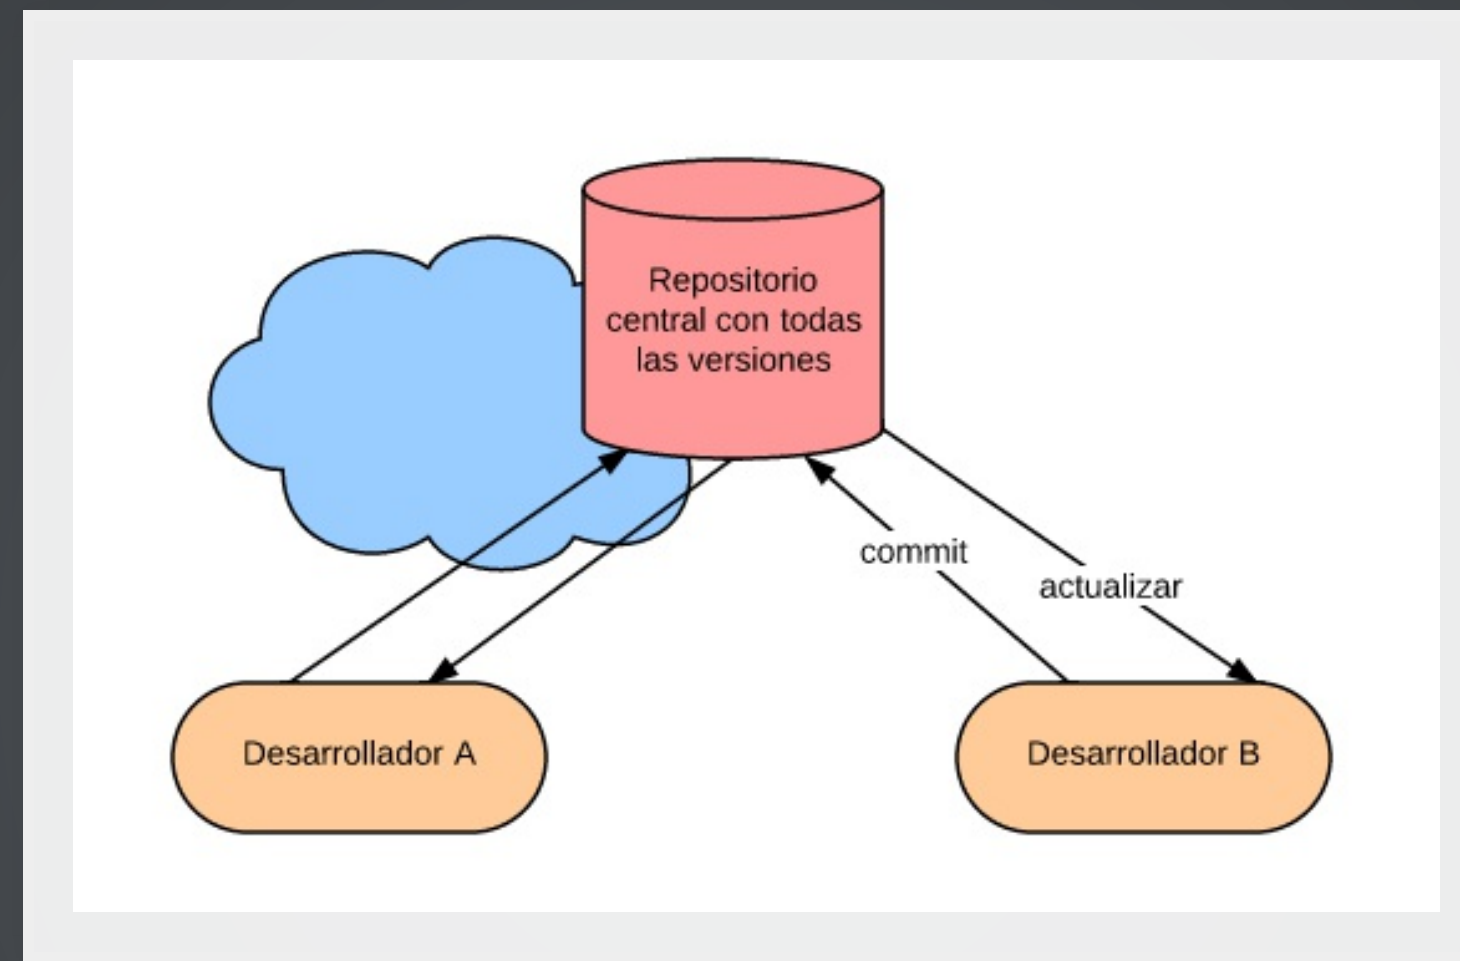 Repositorio
central con todas
las versiones
commit
actualizar
Desarrollador A
Desarrollador B